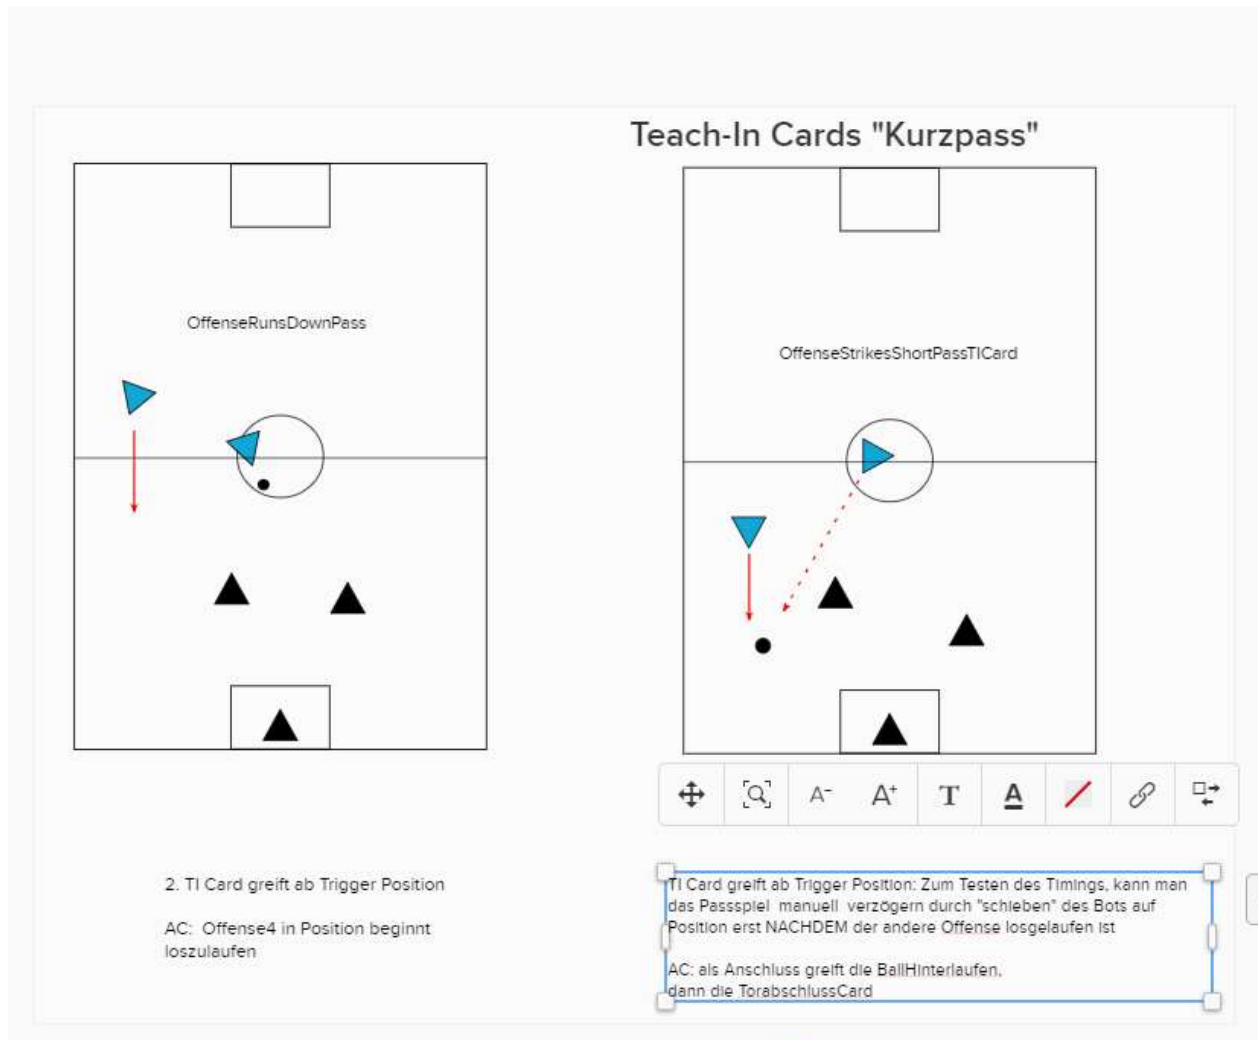 Teach-In Cards "Kurzpass"
OffenseRunsDownPass
OffenseStrikesShortPassTICard
A-
A+
T
A
2. TI Card greift ab Trigger Position
AC: Offense4 in Position beginnt
loszulaufen
TI Card greift ab Trigger Position: Zum Testen des Timings, kann man
das Passspiel manuell verzögern durch "schieben" des Bots auf
Position erst NACHDEM der andere Offense losgelaufen ist
AC: als Anschluss greift die BallHinterlaufen,
dann die TorabschlussCard